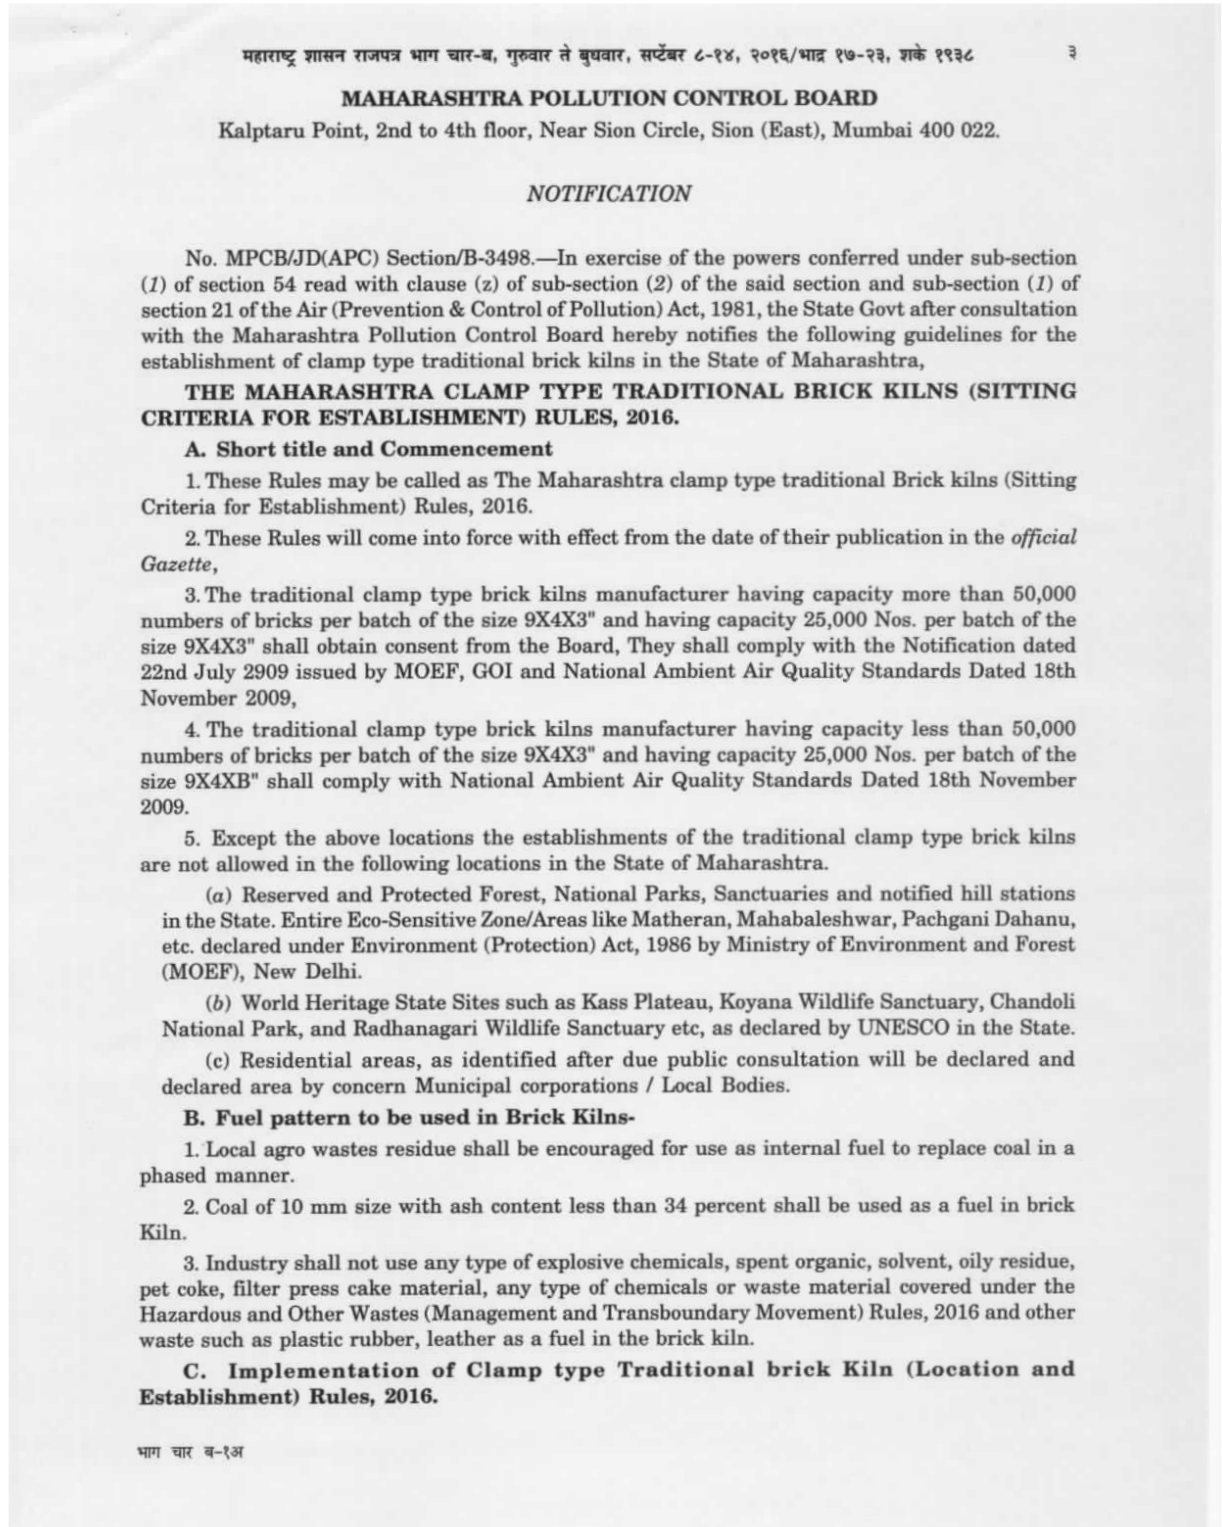 महाराष्ट्र शासन राजपत्र भाग चार-ब, गुरुवार ते बुधवार, सप्टेंबर ८-१४, २०१६/भाद्र १७-२३, शके १९३८ ३
MAHARASHTRA POLLUTION CONTROL BOARD
Kalptaru Point, 2nd to 4th floor, Near Sion Circle, Sion (East), Mumbai 400 022.
NOTIFICATION
No. MPCB/JD(APC) Section/B-3498.—In exercise of the powers conferred under sub-section
(1) of section 54 read with clause (z) of sub-section (2) of the said section and sub-section (1) of
section 21 of the Air (Prevention & Control of Pollution) Act, 1981, the State Govt after consultation
with the Maharashtra Pollution Control Board hereby notifies the following guidelines for the
establishment of clamp type traditional brick kilns in the State of Maharashtra,
THE MAHARASHTRA CLAMP TYPE TRADITIONAL BRICK KILNS (SITTING
CRITERIA FOR ESTABLISHMENT) RULES, 2016.
A. Short title and Commencement
1. These Rules may be called as The Maharashtra clamp type traditional Brick kilns (Sitting
Criteria for Establishment) Rules, 2016.
2. These Rules will come into force with effect from the date of their publication in the official
Gazette,
3. The traditional clamp type brick kilns manufacturer having capacity more than 50,000
numbers of bricks per batch of the size 9X4X3" and having capacity 25,000 Nos. per batch of the
size 9X4X3" shall obtain consent from the Board, They shall comply with the Notification dated
22nd July 2909 issued by MOEF, GOI and National Ambient Air Quality Standards Dated 18th
November 2009,
4. The traditional clamp type brick kilns manufacturer having capacity less than 50,000
numbers of bricks per batch of the size 9X4X3" and having capacity 25,000 Nos. per batch of the
size 9X4XB" shall comply with National Ambient Air Quality Standards Dated 18th November
2009.
5. Except the above locations the establishments of the traditional clamp type brick kilns
are not allowed in the following locations in the State of Maharashtra.
(a) Reserved and Protected Forest, National Parks, Sanctuaries and notified hill stations
in the State. Entire Eco-Sensitive Zone/Areas like Matheran, Mahabaleshwar, Pachgani Dahanu,
etc. declared under Environment (Protection) Act, 1986 by Ministry of Environment and Forest
(MOEF), New Delhi.
(b) World Heritage State Sites such as Kass Plateau, Koyana Wildlife Sanctuary, Chandoli
National Park, and Radhanagari Wildlife Sanctuary etc, as declared by UNESCO in the State.
(c) Residential areas, as identified after due public consultation will be declared and
declared area by concern Municipal corporations / Local Bodies.
B. Fuel pattern to be used in Brick Kilns-
1. Local agro wastes residue shall be encouraged for use as internal fuel to replace coal in a
phased manner.
2. Coal of 10 mm size with ash content less than 34 percent shall be used as a fuel in brick
Kiln.
3. Industry shall not use any type of explosive chemicals, spent organic, solvent, oily residue,
pet coke, filter press cake material, any type of chemicals or waste material covered under the
Hazardous and Other Wastes (Management and Transboundary Movement) Rules, 2016 and other
waste such as plastic rubber, leather as a fuel in the brick kiln.
C. Implementation of Clamp type Traditional brick Kiln (Location and
Establishment) Rules, 2016.
भाग चार ब-१अ